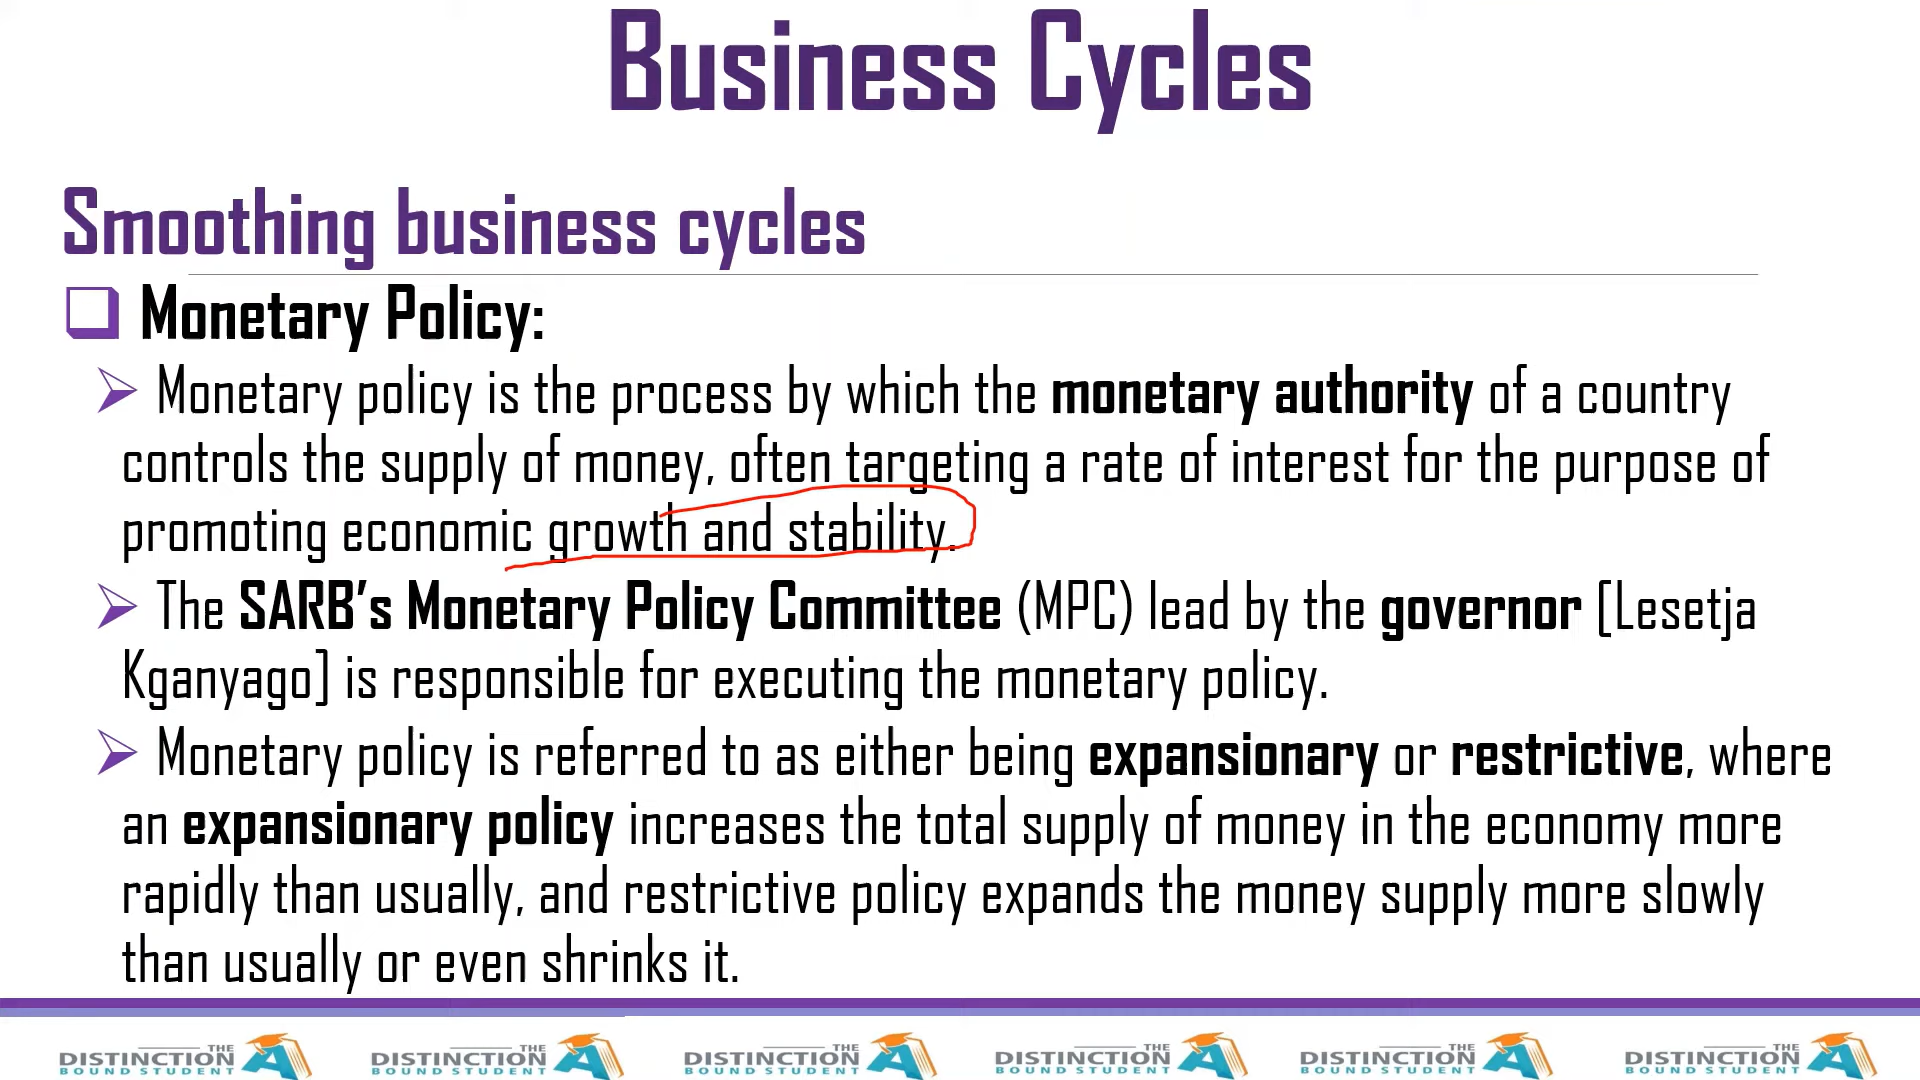 Business Cycles
Smoothing business cycles
Monetary Policy:
Monetary policy is the process by which the monetary authority of a country
controls the supply of money, often targeting a rate of interest for the purpose of
promoting economic growth and stability.
The SARB’s Monetary Policy Committee (MPC) lead by the governor [Lesetja
Kganyago] is responsible for executing the monetary policy.
Monetary policy is referred to as either being expansionary or restrictive, where
an expansionary policy increases the total supply of money in the economy more
rapidly than usually, and restrictive policy expands the money supply more slowly
than usually or even shrinks it.
THE DISTINCTION BOUND STUDENT A
THE DISTINCTION BOUND STUDENT A
THE DISTINCTION BOUND STUDENT A
THE DISTINCTION BOUND STUDENT A
THE DISTINCTION BOUND STUDENT A
THE DISTINCTION BOUND STUDENT A